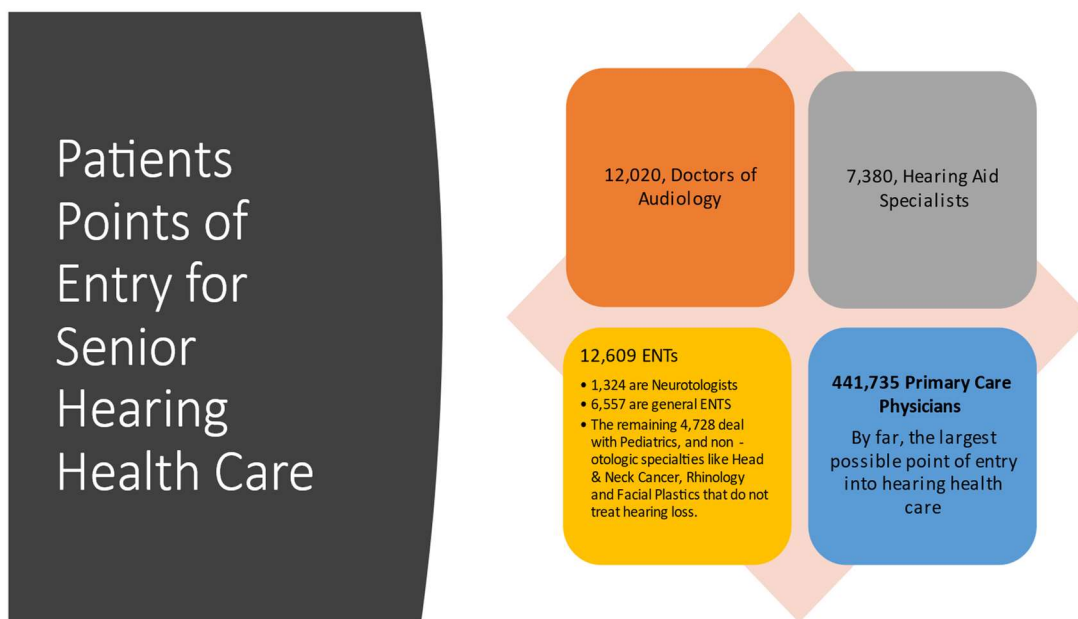 Patients
Points of
Entry for
Senior
Hearing
Health Care
12,020, Doctors of
Audiology
7,380, Hearing Aid
Specialists
12,609 ENTs
• 1,324 are Neurotologists
• 6,557 are general ENTS
• The remaining 4,728 deal
with Pediatrics, and non -
otologic specialties like Head
& Neck Cancer, Rhinology
and Facial Plastics that do not
treat hearing loss.
441,735 Primary Care
Physicians
By far, the largest
possible point of entry
into hearing health
care